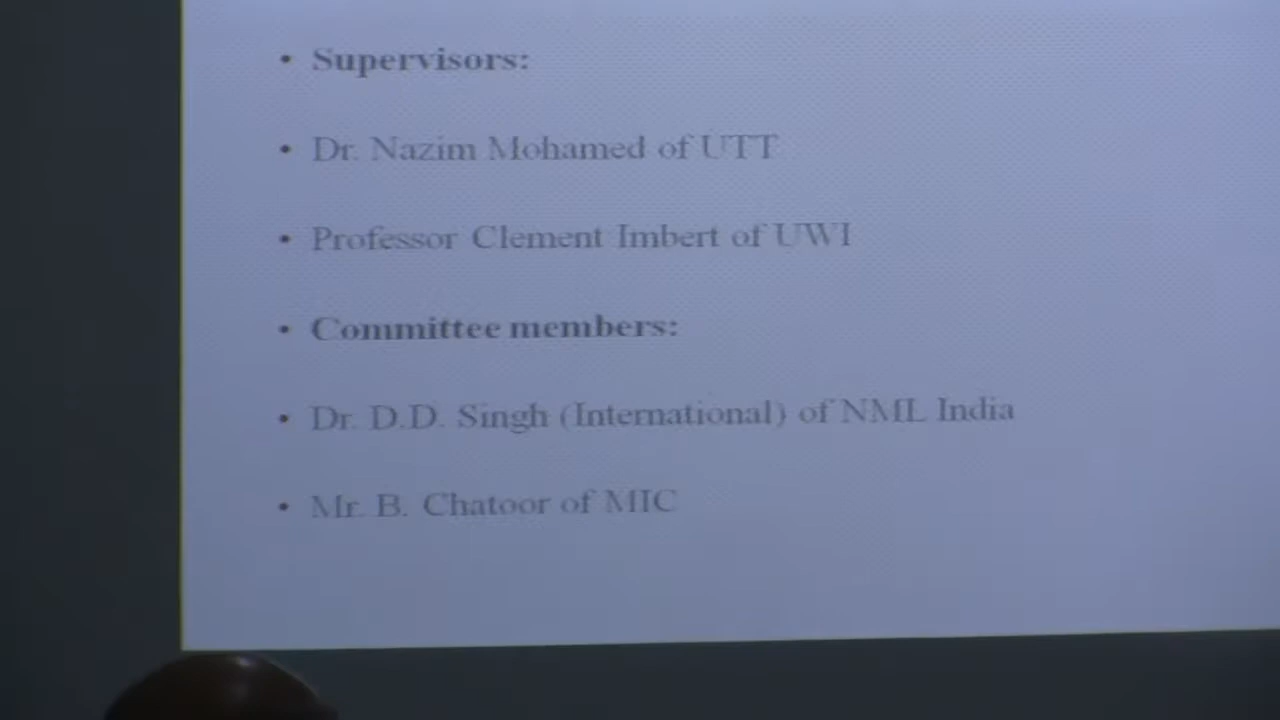 • Supervisors:
• Dr. Nazim Mohamed of UTT
• Professor Clement Imbert of UWI
• Committee members:
• Dr. D.D. Singh (International) of NML India
• Mr. B. Chatoor of MIC